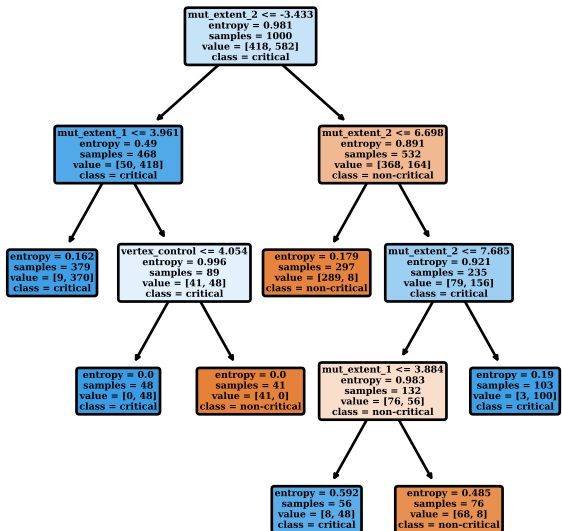 mut_extent_2 <= -3.433
entropy = 0.981
samples = 1000
value = [418, 582]
class = critical
mut_extent_1 <= 3.961
entropy = 0.49
samples = 468
value = [50, 418]
class = critical
mut_extent_2 <= 6.698
entropy = 0.891
samples = 532
value = [368, 164]
class = non-critical
entropy = 0.162
samples = 379
value = [9, 370]
class = critical
vertex_control <= 4.054
entropy = 0.996
samples = 89
value = [41, 48]
class = critical
entropy = 0.179
samples = 297
value = [289, 8]
class = non-critical
mut_extent_2 <= 7.685
entropy = 0.921
samples = 235
value = [79, 156]
class = critical
entropy = 0.0
samples = 48
value = [0, 48]
class = critical
entropy = 0.0
samples = 41
value = [41, 0]
class = non-critical
mut_extent_1 <= 3.884
entropy = 0.983
samples = 132
value = [76, 56]
class = non-critical
entropy = 0.19
samples = 103
value = [3, 100]
class = critical
entropy = 0.592
samples = 56
value = [8, 48]
class = critical
entropy = 0.485
samples = 76
value = [68, 8]
class = non-critical